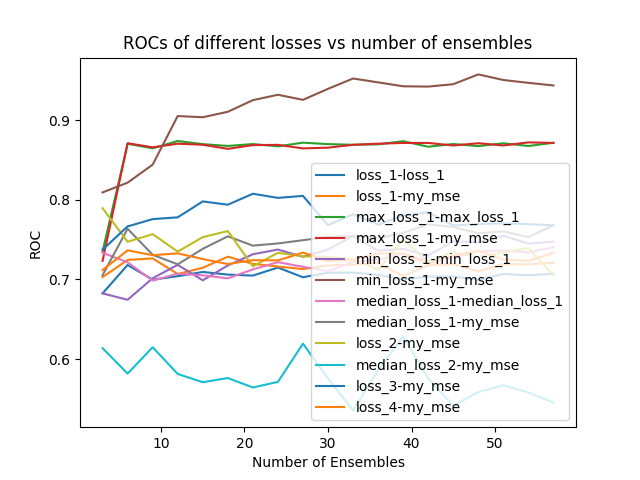 ROCs of different losses vs number of ensembles
ROC
0.9
0.8
0.7
0.6
loss_1-loss_1
loss_1-my_mse
max_loss_1-max_loss_1
max_loss_1-my_mse
min_loss_1-min_loss_1
min_loss_1-my_mse
median_loss_1-median_loss_1
median_loss_1-my_mse
loss_2-my_mse
median_loss_2-my_mse
loss_3-my_mse
loss_4-my_mse
10 20 30 40 50
Number of Ensembles